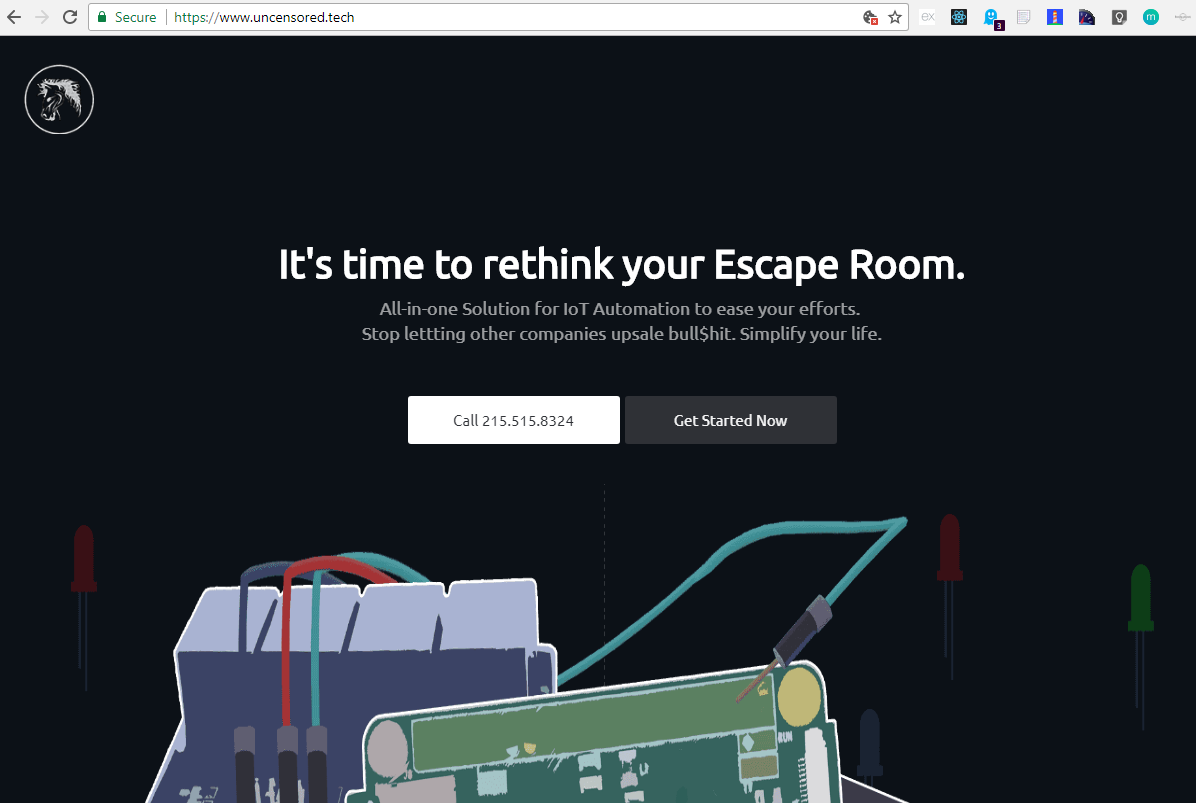 Secure
https://www.uncensored.tech
ex
3
m
It's time to rethink your Escape Room.
All-in-one Solution for IoT Automation to ease your efforts.
Stop lettting other companies upsale bull$hit. Simplify your life.
Call 215.515.8324
Get Started Now
RUN